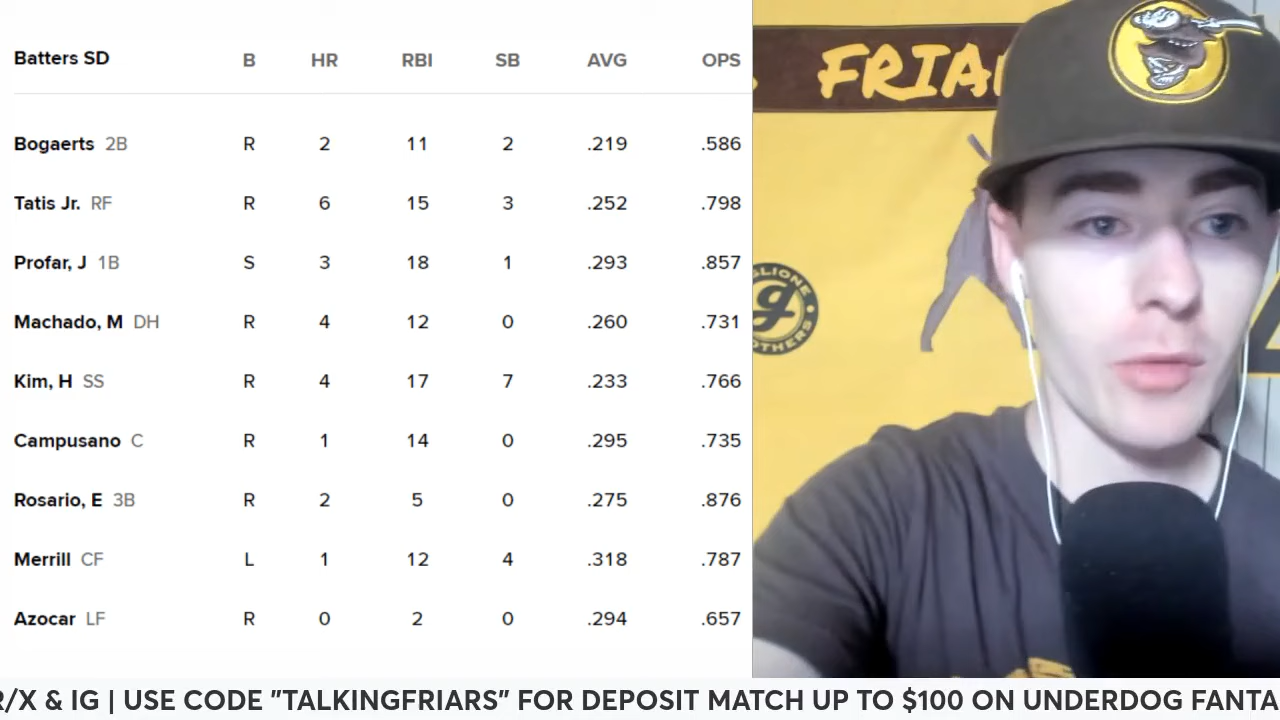 Batters SD B HR RBI SB AVG OPS
Bogaerts 2B R 2 11 2 .219 .586
Tatis Jr. RF R 6 15 3 .252 .798
Profar, J 1B S 3 18 1 .293 .857
Machado, M DH R 4 12 0 .260 .731
Kim, H SS R 4 17 7 .233 .766
Campusano C R 1 14 0 .295 .735
Rosario, E 3B R 2 5 0 .275 .876
Merrill CF L 1 12 4 .318 .787
Azocar LF R 0 2 0 .294 .657
FRIA
GLIONE
g
OTHERS
R/X & IG | USE CODE "TALKINGFRIARS" FOR DEPOSIT MATCH UP TO $100 ON UNDERDOG FANTA